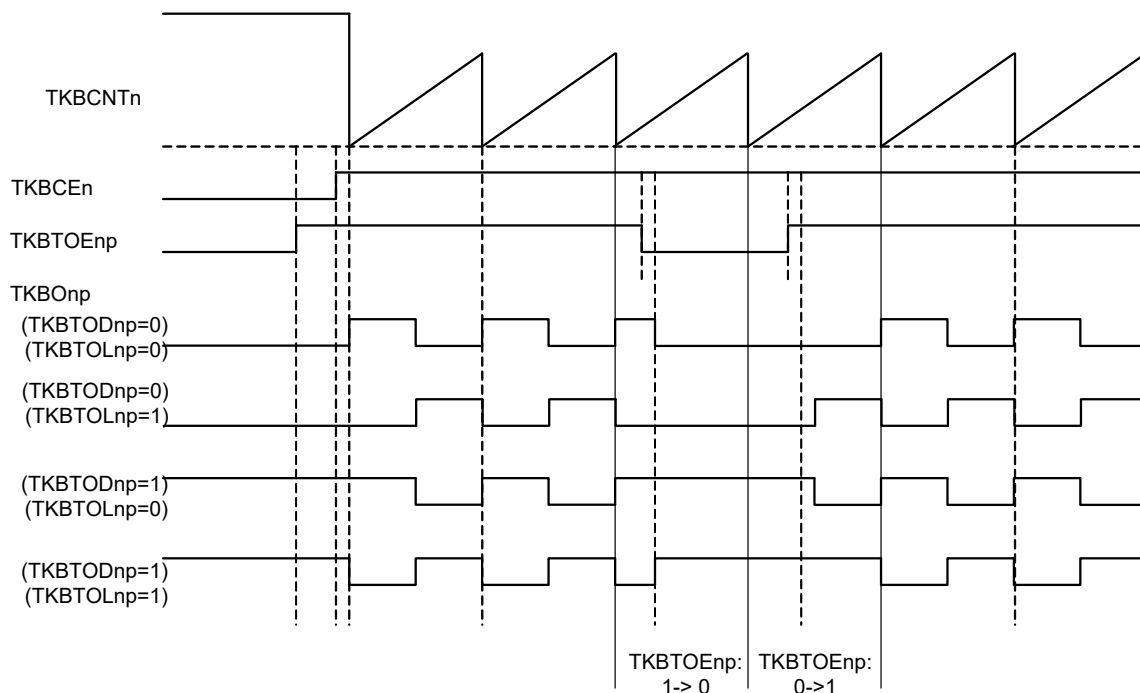 TKBCNTn
TKBCEn
TKBTOEnp
TKBOnp
(TKBTODnp=0)
(TKBTOLnp=0)
(TKBTODnp=0)
(TKBTOLnp=1)
(TKBTODnp=1)
(TKBTOLnp=0)
(TKBTODnp=1)
(TKBTOLnp=1)
TKBTOEnp: TKBTOEnp:
1-> 0 0->1